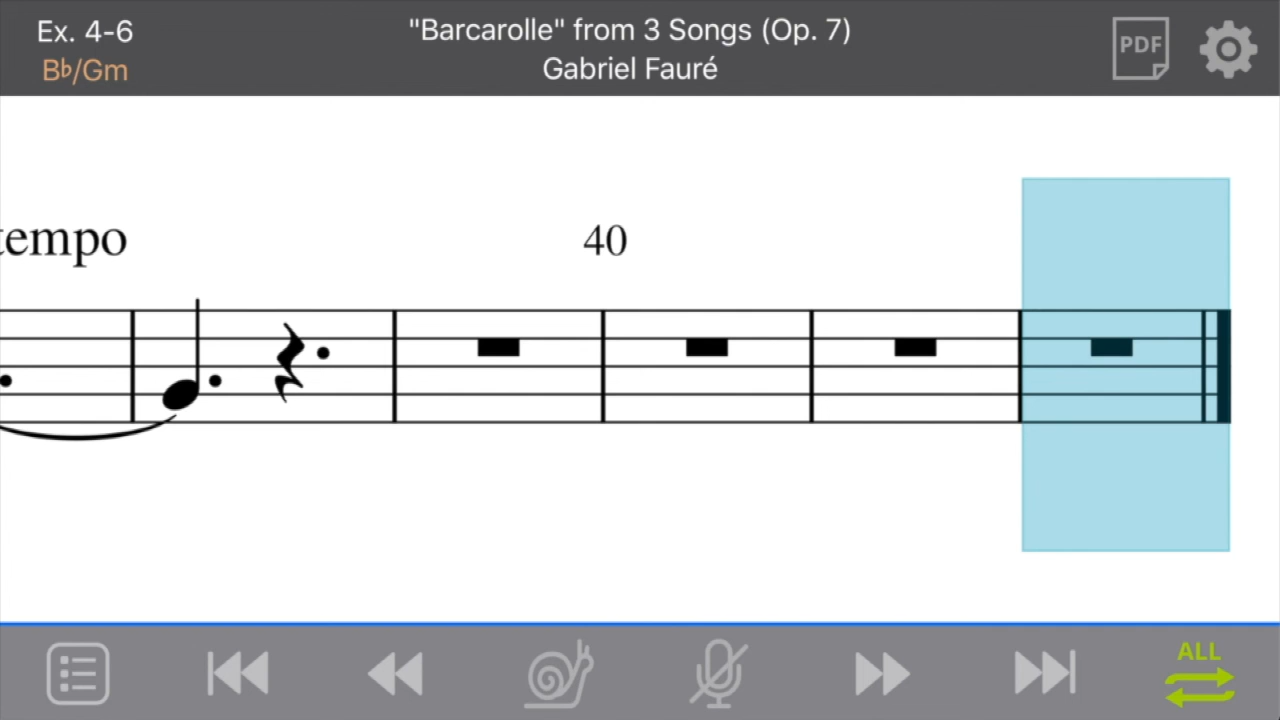 Ex. 4-6
B♭/Gm
"Barcarolle" from 3 Songs (Op. 7)
Gabriel Fauré
PDF
tempo
40
ALL